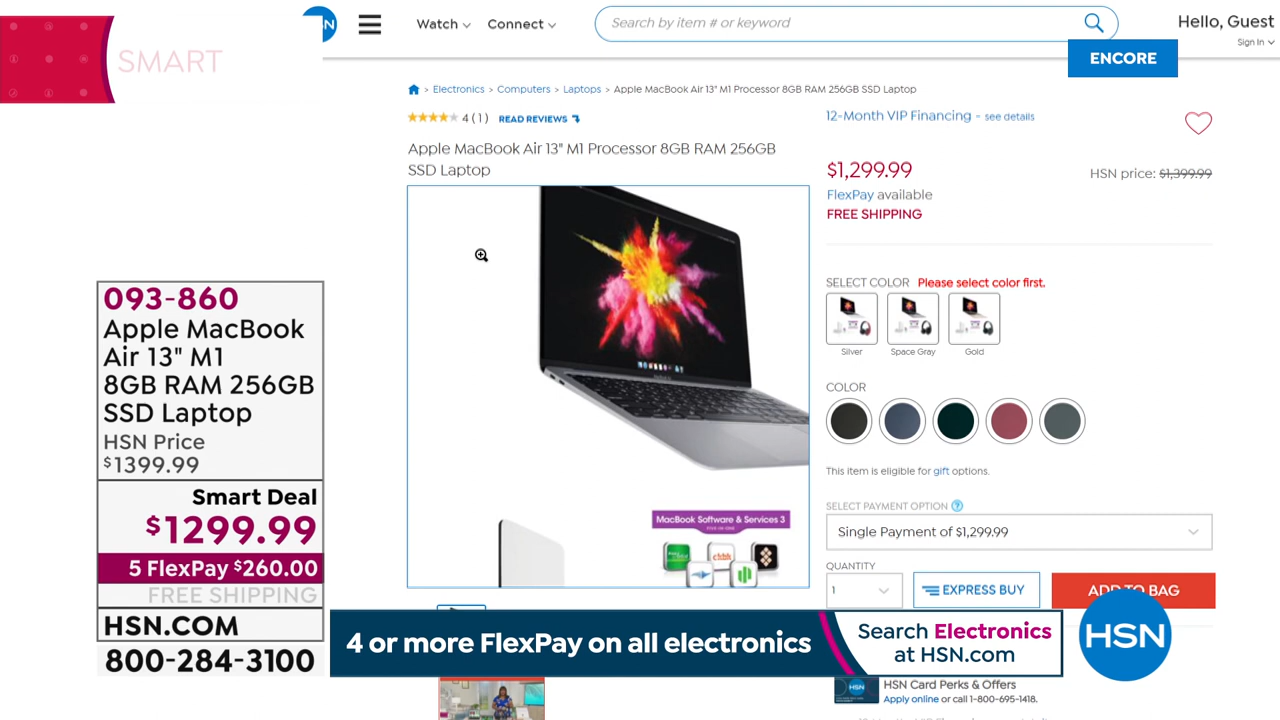 SMART
N
Watch
Connect
Search by item # or keyword
Hello, Guest
Sign In
ENCORE
> Electronics > Computers > Laptops > Apple MacBook Air 13" M1 Processor 8GB RAM 256GB SSD Laptop
4 ( 1 ) READ REVIEWS
Apple MacBook Air 13" M1 Processor 8GB RAM 256GB
SSD Laptop
12-Month VIP Financing - see details
$1,299.99
HSN price: $1,399.99
FlexPay available
FREE SHIPPING
SELECT COLOR Please select color first.
Silver
Space Gray
Gold
COLOR
This item is eligible for gift options.
SELECT PAYMENT OPTION ?
Single Payment of $1,299.99
QUANTITY
1
EXPRESS BUY
ADD TO BAG
MacBook Software & Services 3
093-860
Apple MacBook
Air 13" M1
8GB RAM 256GB
SSD Laptop
HSN Price
$1399.99
Smart Deal
$1299.99
5 FlexPay $260.00
FREE SHIPPING
HSN.COM
800-284-3100
4 or more FlexPay on all electronics
Search Electronics
at HSN.com
HSN
HSN
HSN Card Perks & Offers
Apply online or call 1-800-695-1418.